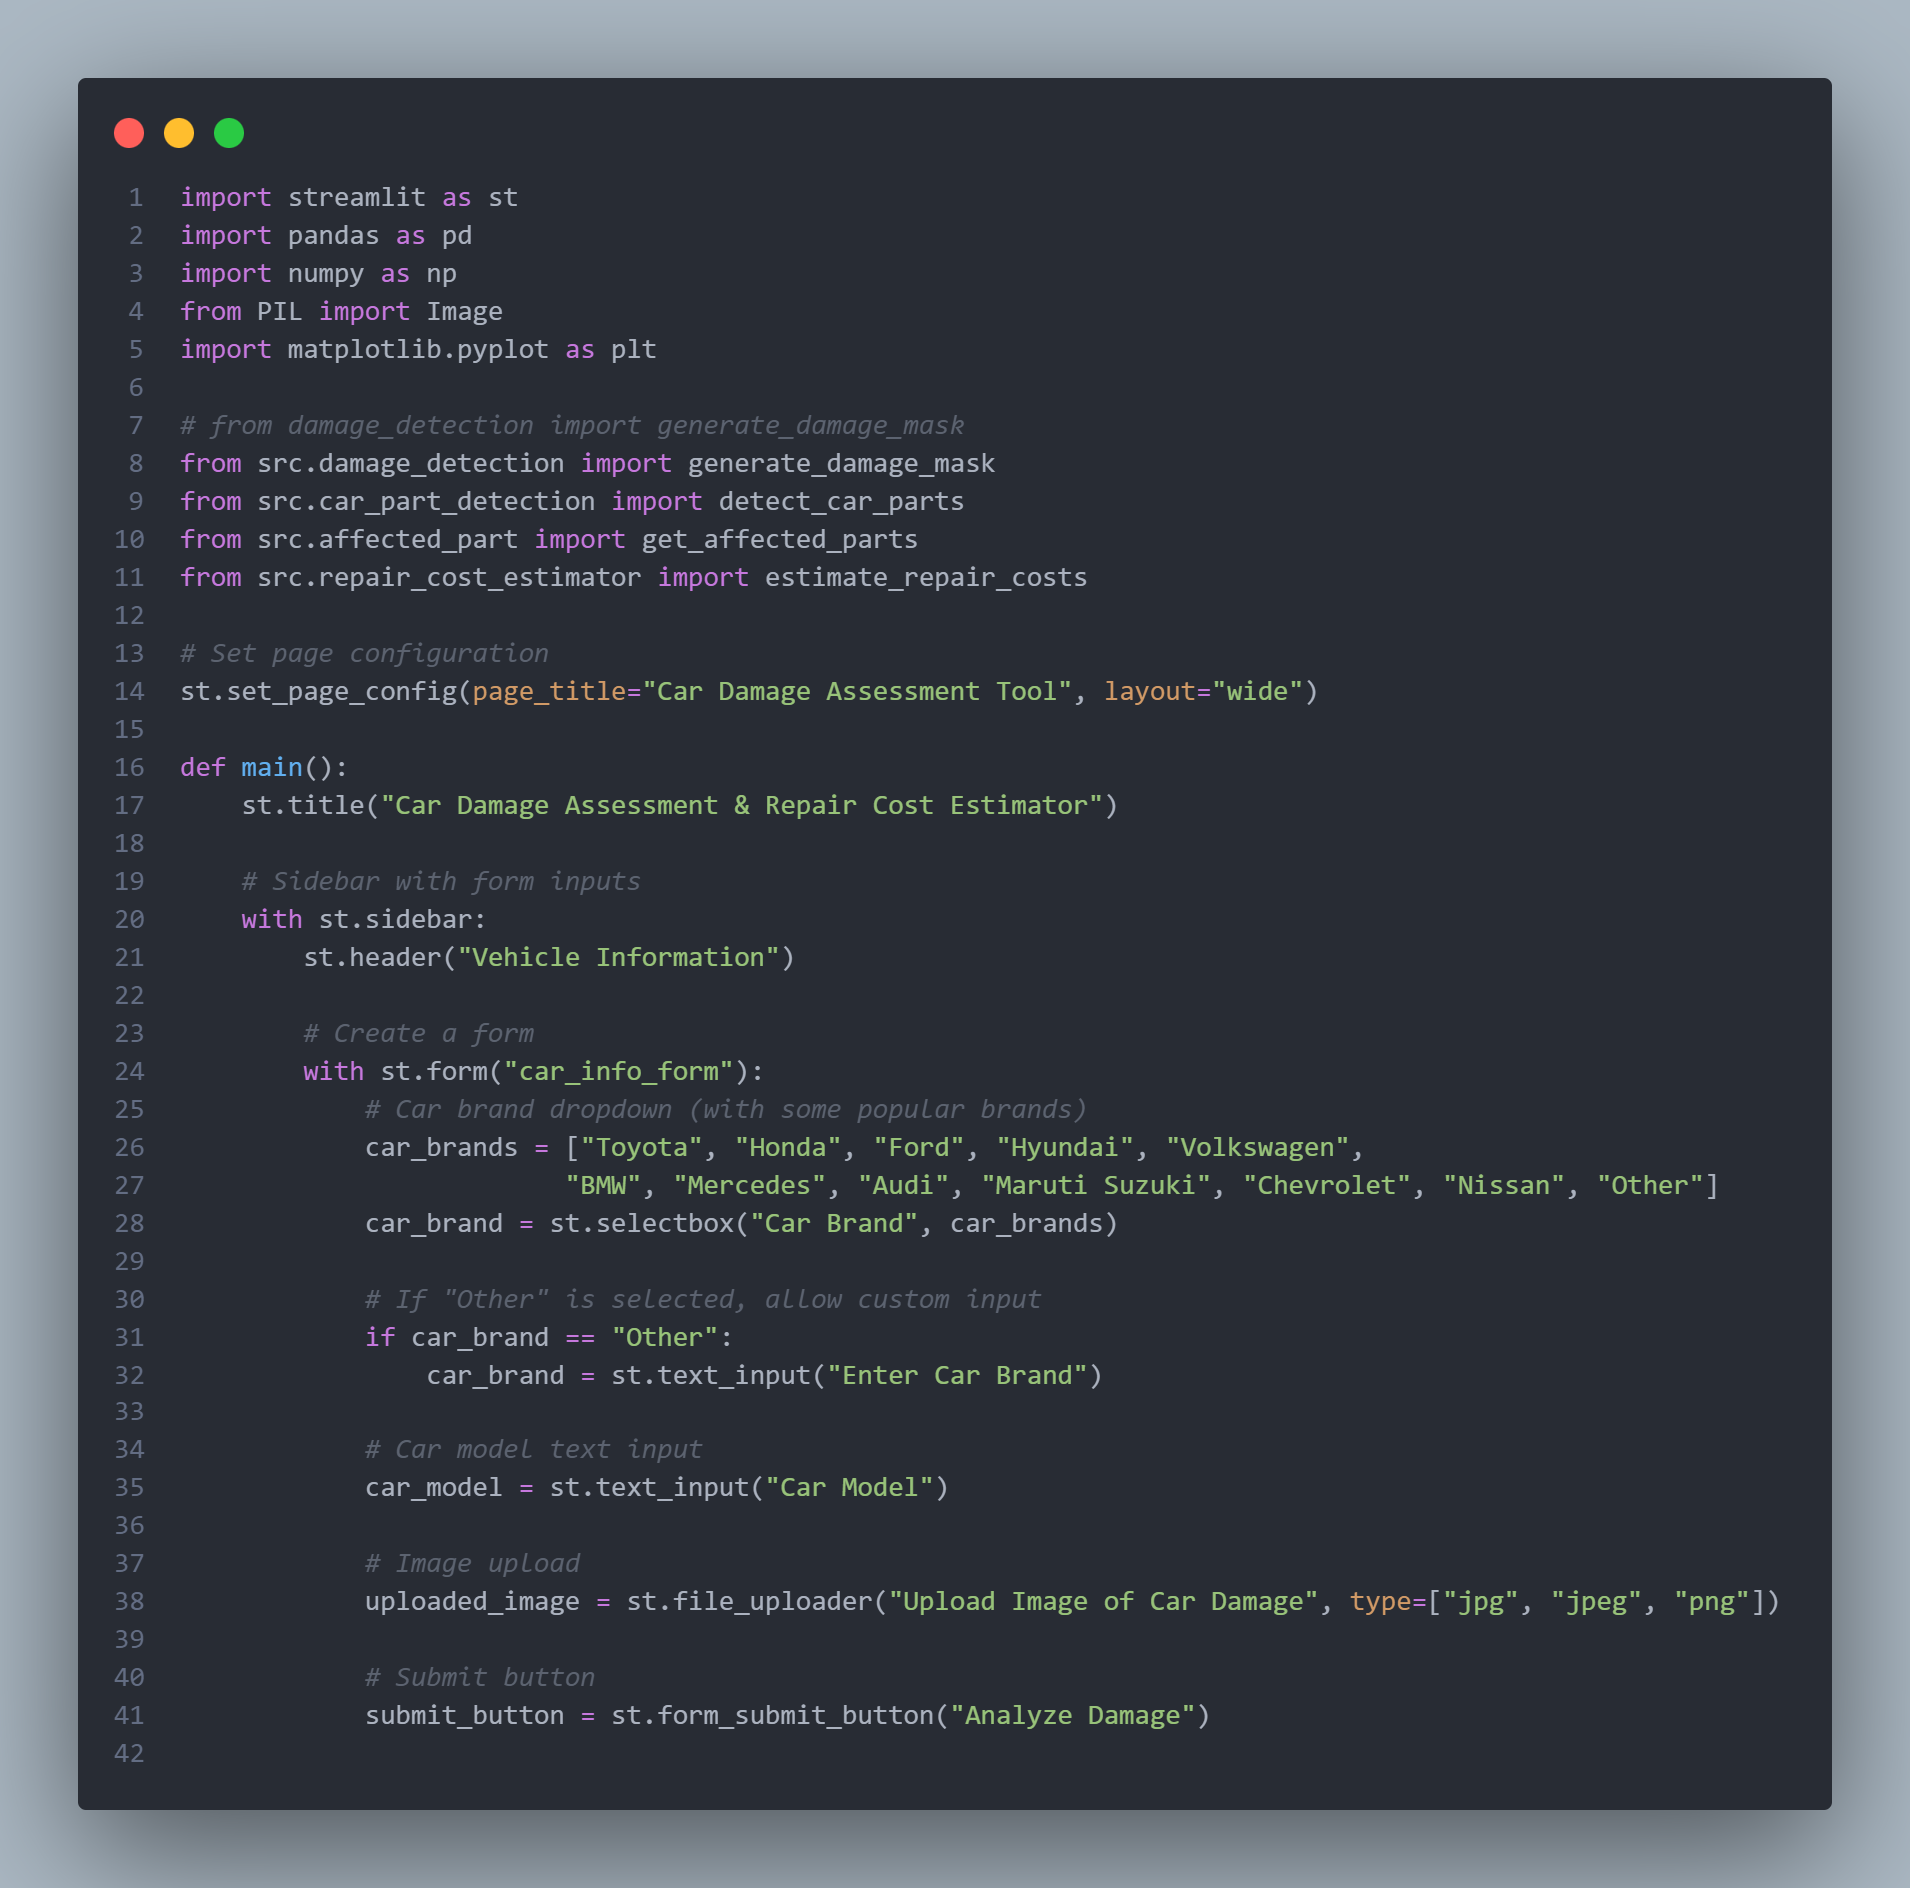 1 import streamlit as st
2 import pandas as pd
3 import numpy as np
4 from PIL import Image
5 import matplotlib.pyplot as plt
6
7 # from damage_detection import generate_damage_mask
8 from src.damage_detection import generate_damage_mask
9 from src.car_part_detection import detect_car_parts
10 from src.affected_part import get_affected_parts
11 from src.repair_cost_estimator import estimate_repair_costs
12
13 # Set page configuration
14 st.set_page_config(page_title="Car Damage Assessment Tool", layout="wide")
15
16 def main():
17     st.title("Car Damage Assessment & Repair Cost Estimator")
18
19     # Sidebar with form inputs
20     with st.sidebar:
21         st.header("Vehicle Information")
22
23         # Create a form
24         with st.form("car_info_form"):
25             # Car brand dropdown (with some popular brands)
26             car_brands = ["Toyota", "Honda", "Ford", "Hyundai", "Volkswagen",
27                          "BMW", "Mercedes", "Audi", "Maruti Suzuki", "Chevrolet", "Nissan", "Other"]
28             car_brand = st.selectbox("Car Brand", car_brands)
29
30             # If "Other" is selected, allow custom input
31             if car_brand == "Other":
32                 car_brand = st.text_input("Enter Car Brand")
33
34             # Car model text input
35             car_model = st.text_input("Car Model")
36
37             # Image upload
38             uploaded_image = st.file_uploader("Upload Image of Car Damage", type=["jpg", "jpeg", "png"])
39
40             # Submit button
41             submit_button = st.form_submit_button("Analyze Damage")
42